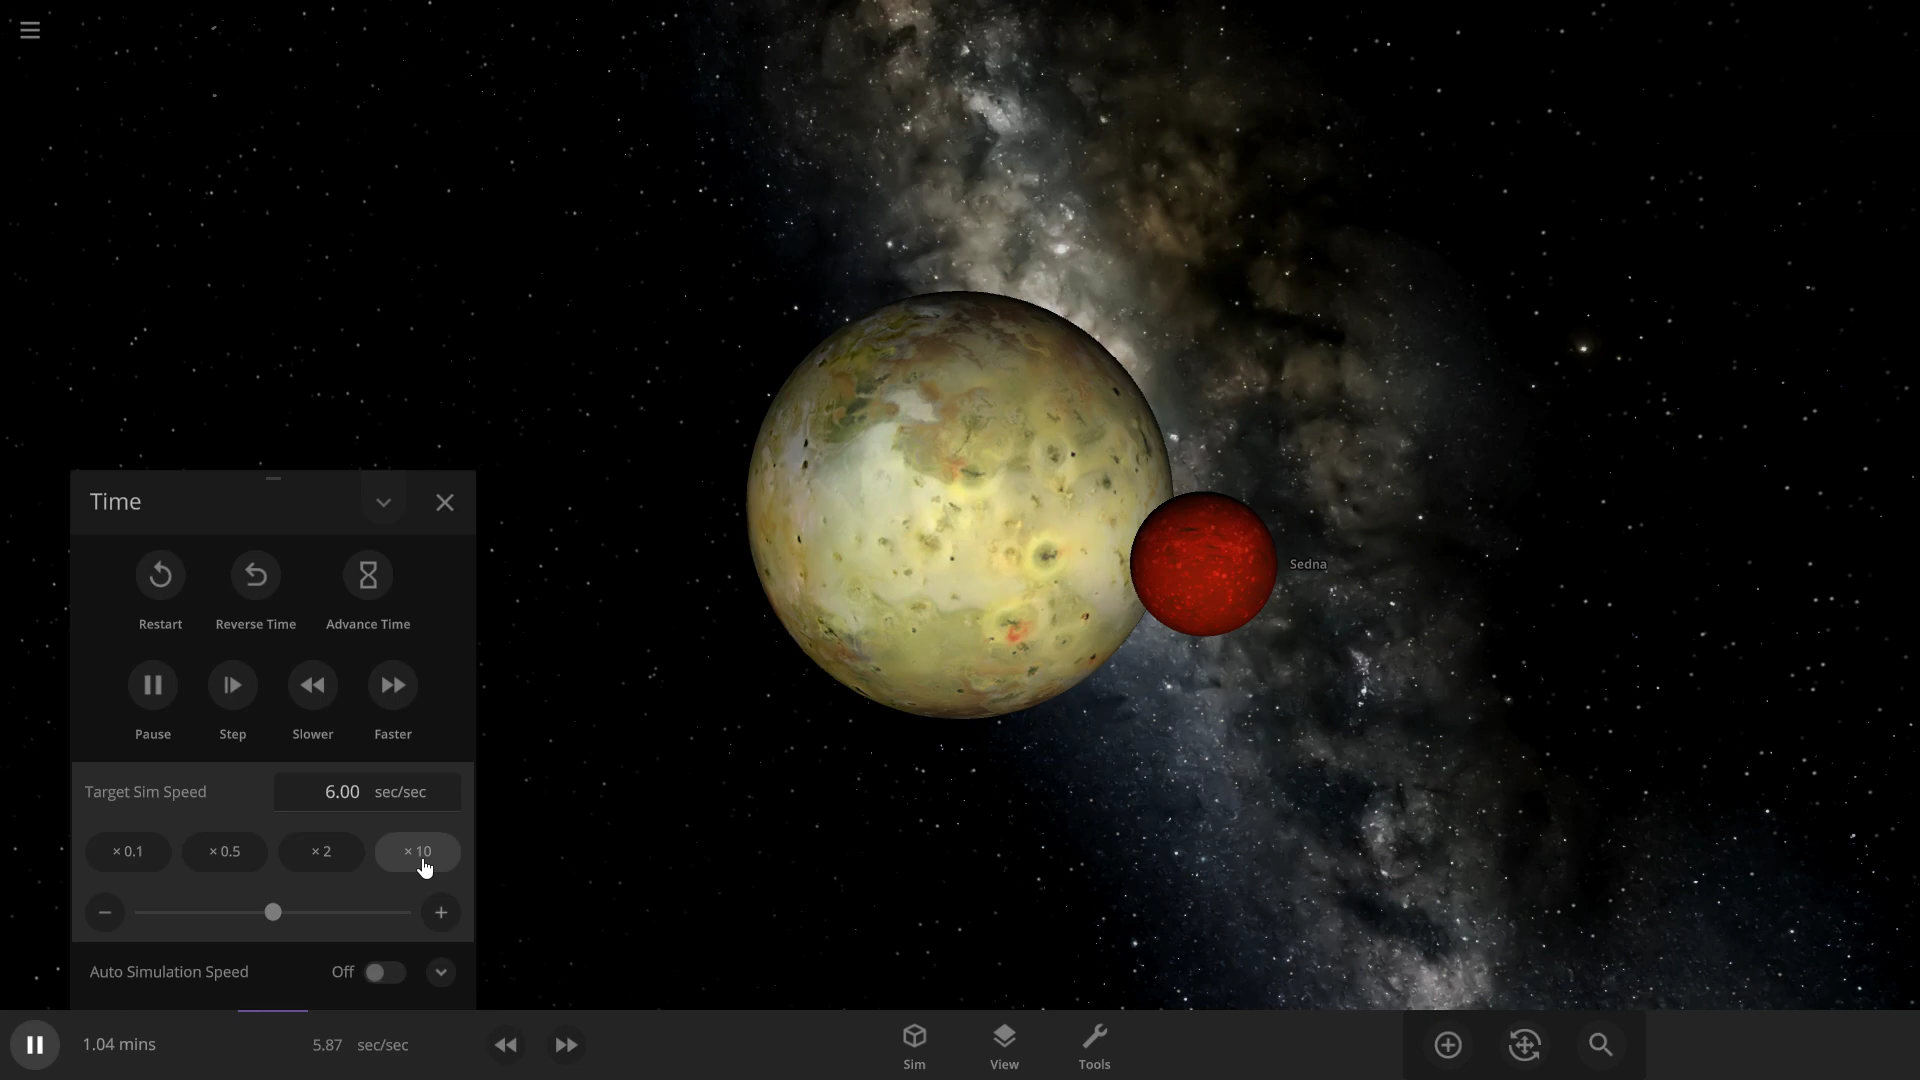 Time
Restart
Reverse Time
Advance Time
Pause
Step
Slower
Faster
Target Sim Speed
6.00 sec/sec
× 0.1
× 0.5
× 2
× 10
Auto Simulation Speed
Off
Sedna
1.04 mins
5.87 sec/sec
Sim
View
Tools